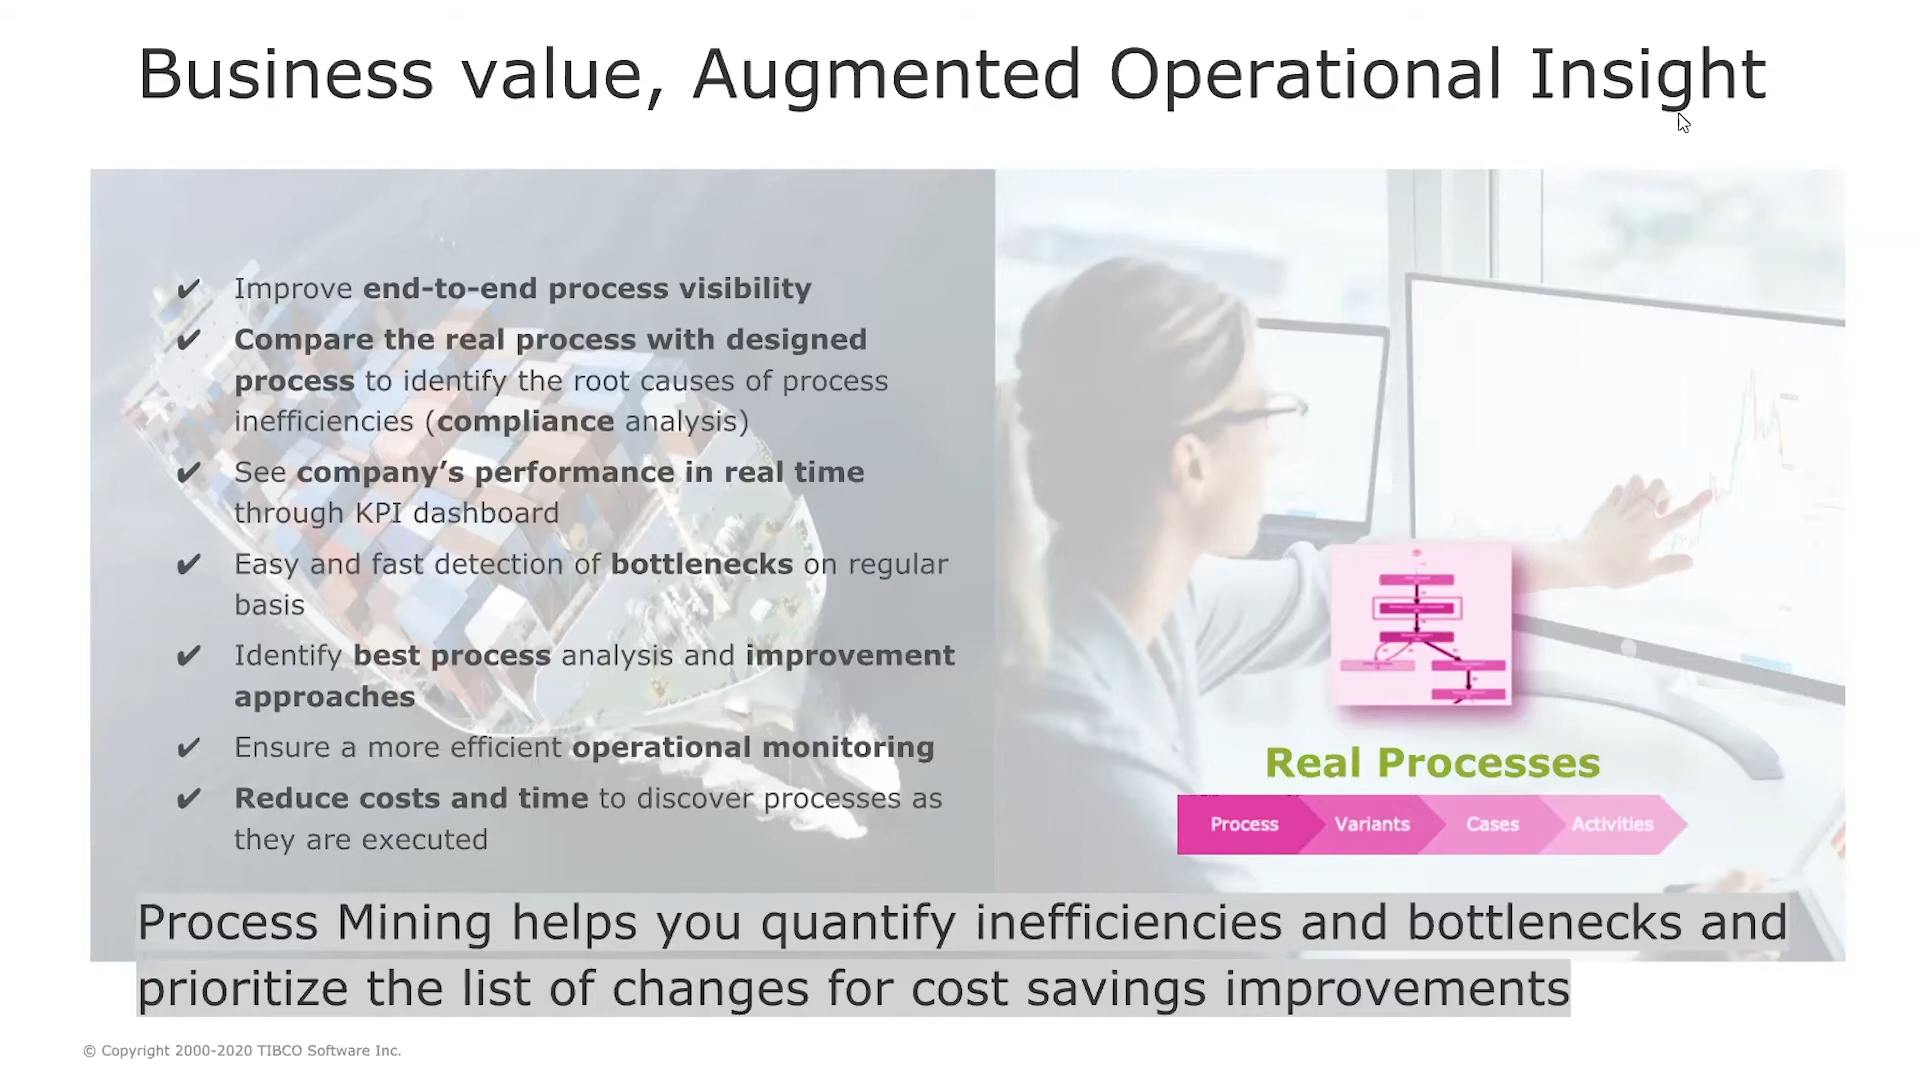 Business value, Augmented Operational Insight
✔ Improve end-to-end process visibility
✔ Compare the real process with designed
process to identify the root causes of process
inefficiencies (compliance analysis)
✔ See company’s performance in real time
through KPI dashboard
✔ Easy and fast detection of bottlenecks on regular
basis
✔ Identify best process analysis and improvement
approaches
✔ Ensure a more efficient operational monitoring
✔ Reduce costs and time to discover processes as
they are executed
Real Processes
Process Variants Cases Activities
Process Mining helps you quantify inefficiencies and bottlenecks and
prioritize the list of changes for cost savings improvements
© Copyright 2000-2020 TIBCO Software Inc.